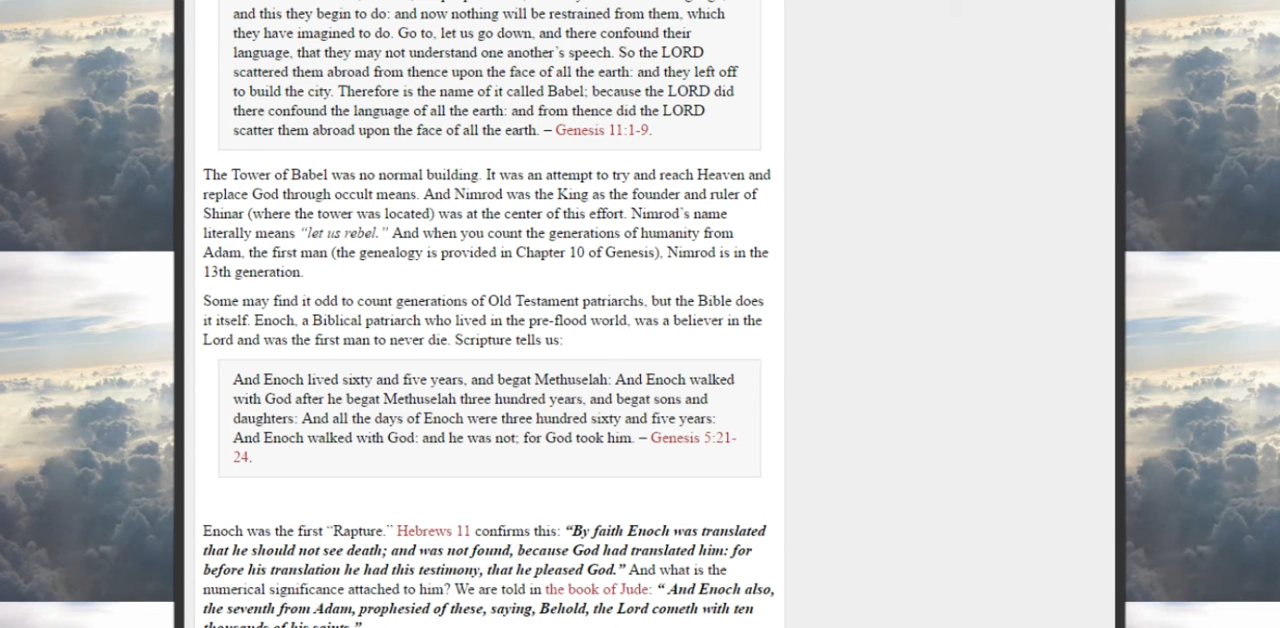 and this they begin to do: and now nothing will be restrained from them, which
they have imagined to do. Go to, let us go down, and there confound their
language, that they may not understand one another's speech. So the LORD
scattered them abroad from thence upon the face of all the earth: and they left off
to build the city. Therefore is the name of it called Babel; because the LORD did
there confound the language of all the earth: and from thence did the LORD
scatter them abroad upon the face of all the earth. – Genesis 11:1-9.
The Tower of Babel was no normal building. It was an attempt to try and reach Heaven and
replace God through occult means. And Nimrod was the King as the founder and ruler of
Shinar (where the tower was located) was at the center of this effort. Nimrod's name
literally means "let us rebel." And when you count the generations of humanity from
Adam, the first man (the genealogy is provided in Chapter 10 of Genesis), Nimrod is in the
13th generation.
Some may find it odd to count generations of Old Testament patriarchs, but the Bible does
it itself. Enoch, a Biblical patriarch who lived in the pre-flood world, was a believer in the
Lord and was the first man to never die. Scripture tells us:
And Enoch lived sixty and five years, and begat Methuselah: And Enoch walked
with God after he begat Methuselah three hundred years, and begat sons and
daughters: And all the days of Enoch were three hundred sixty and five years:
And Enoch walked with God: and he was not; for God took him. – Genesis 5:21-
24.
Enoch was the first "Rapture." Hebrews 11 confirms this: "By faith Enoch was translated
that he should not see death; and was not found, because God had translated him: for
before his translation he had this testimony, that he pleased God." And what is the
numerical significance attached to him? We are told in the book of Jude: "And Enoch also,
the seventh from Adam, prophesied of these, saying, Behold, the Lord cometh with ten
thousands of his saints."